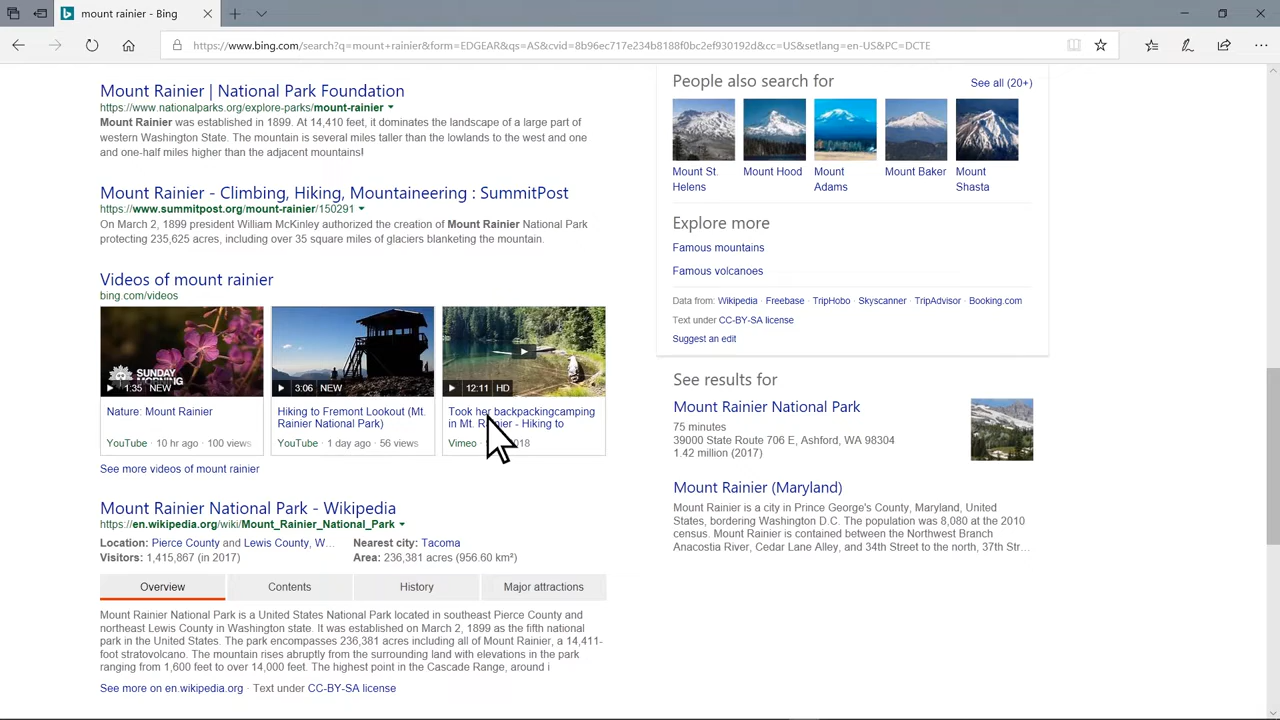 mount rainier - Bing
https://www.bing.com/search?q=mount+rainier&form=EDGEAR&qs=AS&cvid=8b96ec717e234b8188f0bc2ef930192d&cc=US&setlang=en-US&PC=DCTE
Mount Rainier | National Park Foundation
https://www.nationalparks.org/explore-parks/mount-rainier
Mount Rainier was established in 1899. At 14,410 feet, it dominates the landscape of a large part of
western Washington State. The mountain is several miles taller than the lowlands to the west and one
and one-half miles higher than the adjacent mountains!
Mount Rainier - Climbing, Hiking, Mountaineering : SummitPost
https://www.summitpost.org/mount-rainier/150291
On March 2, 1899 president William McKinley authorized the creation of Mount Rainier National Park
protecting 235,625 acres, including over 35 square miles of glaciers blanketing the mountain.
Videos of mount rainier
bing.com/videos
SUNDAY
MORNING
1:35 NEW
Nature: Mount Rainier
YouTube · 10 hr ago · 100 views
3:06 NEW
Hiking to Fremont Lookout (Mt.
Rainier National Park)
YouTube · 1 day ago · 56 views
12:11 HD
Took her backpackingcamping
in Mt. Rainier - Hiking to
Vimeo · 2018
See more videos of mount rainier
Mount Rainier National Park - Wikipedia
https://en.wikipedia.org/wiki/Mount_Rainier_National_Park
Location: Pierce County and Lewis County, W...
Nearest city: Tacoma
Visitors: 1,415,867 (in 2017)
Area: 236,381 acres (956.60 km²)
Overview
Contents
History
Major attractions
Mount Rainier National Park is a United States National Park located in southeast Pierce County and
northeast Lewis County in Washington state. It was established on March 2, 1899 as the fifth national
park in the United States. The park encompasses 236,381 acres including all of Mount Rainier, a 14,411-
foot stratovolcano. The mountain rises abruptly from the surrounding land with elevations in the park
ranging from 1,600 feet to over 14,000 feet. The highest point in the Cascade Range, around i
See more on en.wikipedia.org · Text under CC-BY-SA license
People also search for
See all (20+)
Mount St.
Helens
Mount Hood
Mount
Adams
Mount Baker
Mount
Shasta
Explore more
Famous mountains
Famous volcanoes
Data from: Wikipedia · Freebase · TripHobo · Skyscanner · TripAdvisor · Booking.com
Text under CC-BY-SA license
Suggest an edit
See results for
Mount Rainier National Park
75 minutes
39000 State Route 706 E, Ashford, WA 98304
1.42 million (2017)
Mount Rainier (Maryland)
Mount Rainier is a city in Prince George's County, Maryland, United
States, bordering Washington D.C. The population was 8,080 at the 2010
census. Mount Rainier is contained between the Northwest Branch
Anacostia River, Cedar Lane Alley, and 34th Street to the north, 37th Str...